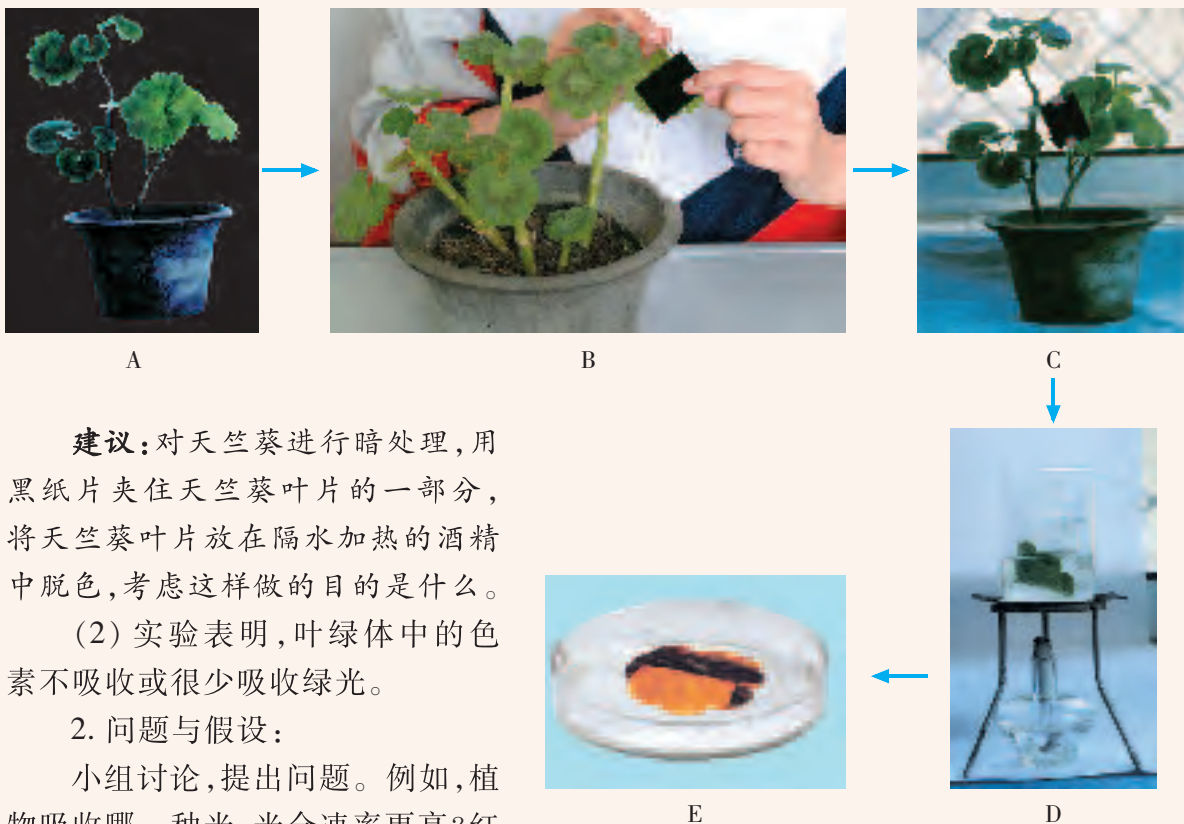 A
B
C
建议：对天竺葵进行暗处理，用
黑纸片夹住天竺葵叶片的一部分，
将天竺葵叶片放在隔水加热的酒精
中脱色，考虑这样做的目的是什么。
(2) 实验表明，叶绿体中的色
素不吸收或很少吸收绿光。
2. 问题与假设：
小组讨论，提出问题。例如，植
E
D